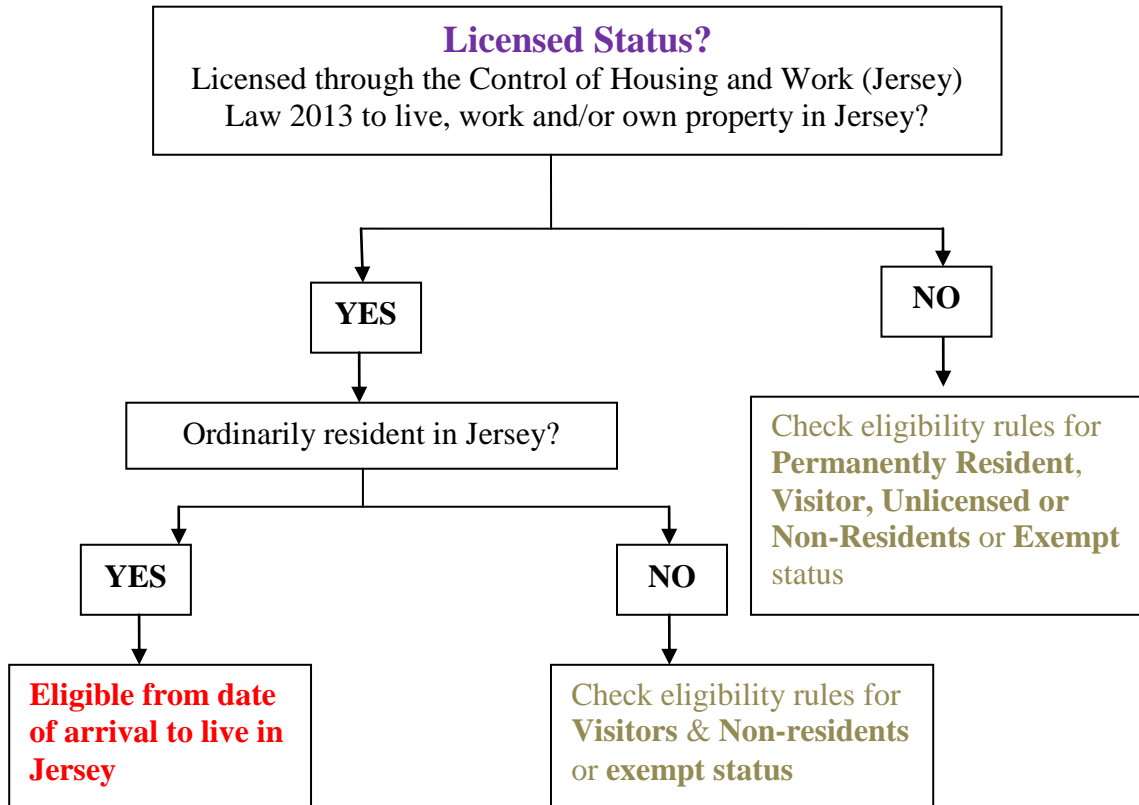 Licensed Status?
Licensed through the Control of Housing and Work (Jersey)
Law 2013 to live, work and/or own property in Jersey?
YES
NO
Ordinarily resident in Jersey?
Check eligibility rules for
Permanently Resident,
Visitor, Unlicensed or
Non-Residents or Exempt
status
YES
NO
Eligible from date
of arrival to live in
Jersey
Check eligibility rules for
Visitors & Non-residents
or exempt status